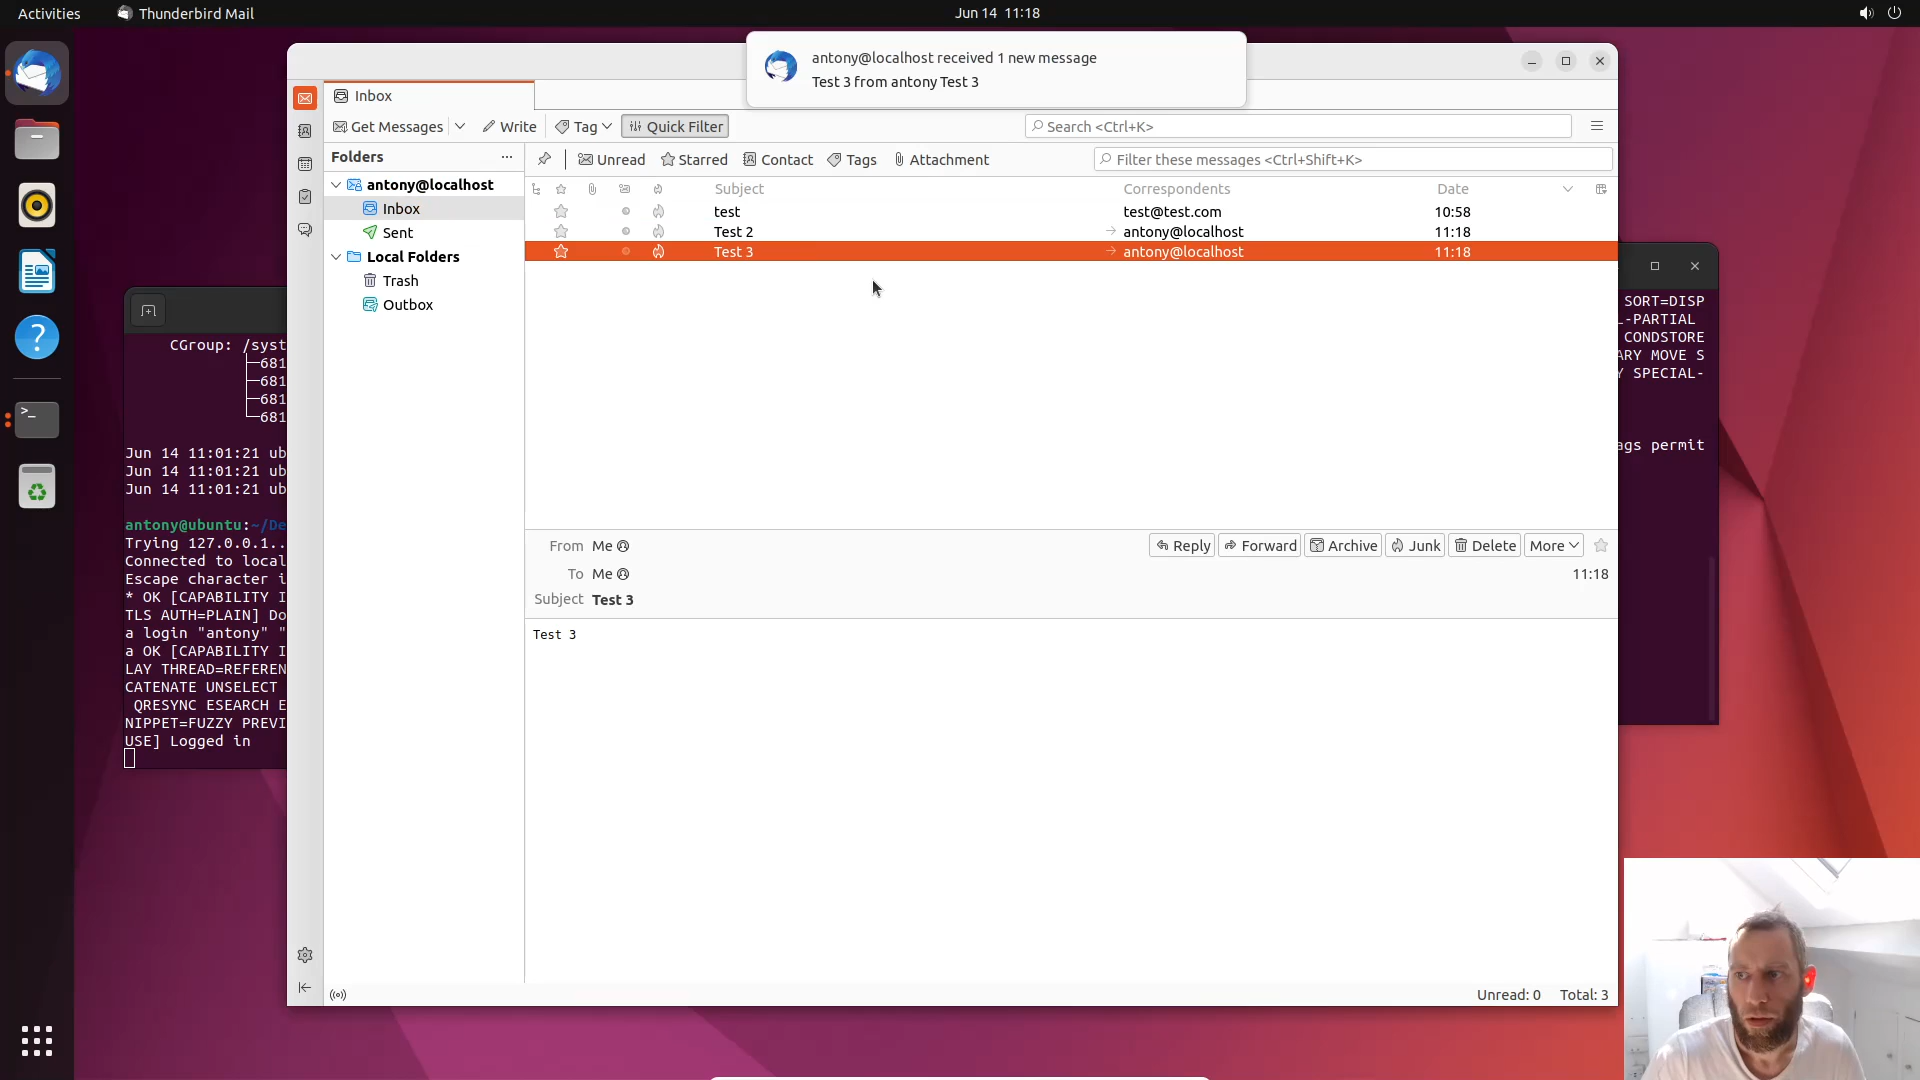 Activities
Thunderbird Mail
Jun 14 11:18
antony@localhost received 1 new message
Test 3 from antony Test 3
Inbox
Get Messages
Write
Tag
Quick Filter
Search <Ctrl+K>
Folders
Unread
Starred
Contact
Tags
Attachment
Filter these messages <Ctrl+Shift+K>
antony@localhost
Inbox
Sent
Local Folders
Trash
Outbox
Subject
Correspondents
Date
test
test@test.com
10:58
Test 2
antony@localhost
11:18
Test 3
antony@localhost
11:18
From Me
To Me
Subject Test 3
Reply
Forward
Archive
Junk
Delete
More
11:18
Test 3
Unread: 0
Total: 3
CGroup: /syst
681
681
681
681
Jun 14 11:01:21 ub
Jun 14 11:01:21 ub
Jun 14 11:01:21 ub
antony@ubuntu:~/De
Trying 127.0.0.1..
Connected to local
Escape character i
* OK [CAPABILITY I
TLS AUTH=PLAIN] Do
a login "antony" "
a OK [CAPABILITY I
LAY THREAD=REFEREN
CATENATE UNSELECT
QRESYNC ESEARCH E
NIPPET=FUZZY PREVI
USE] Logged in
SORT=DISP
L-PARTIAL
CONDSTORE
ARY MOVE S
Y SPECIAL-
ags permit